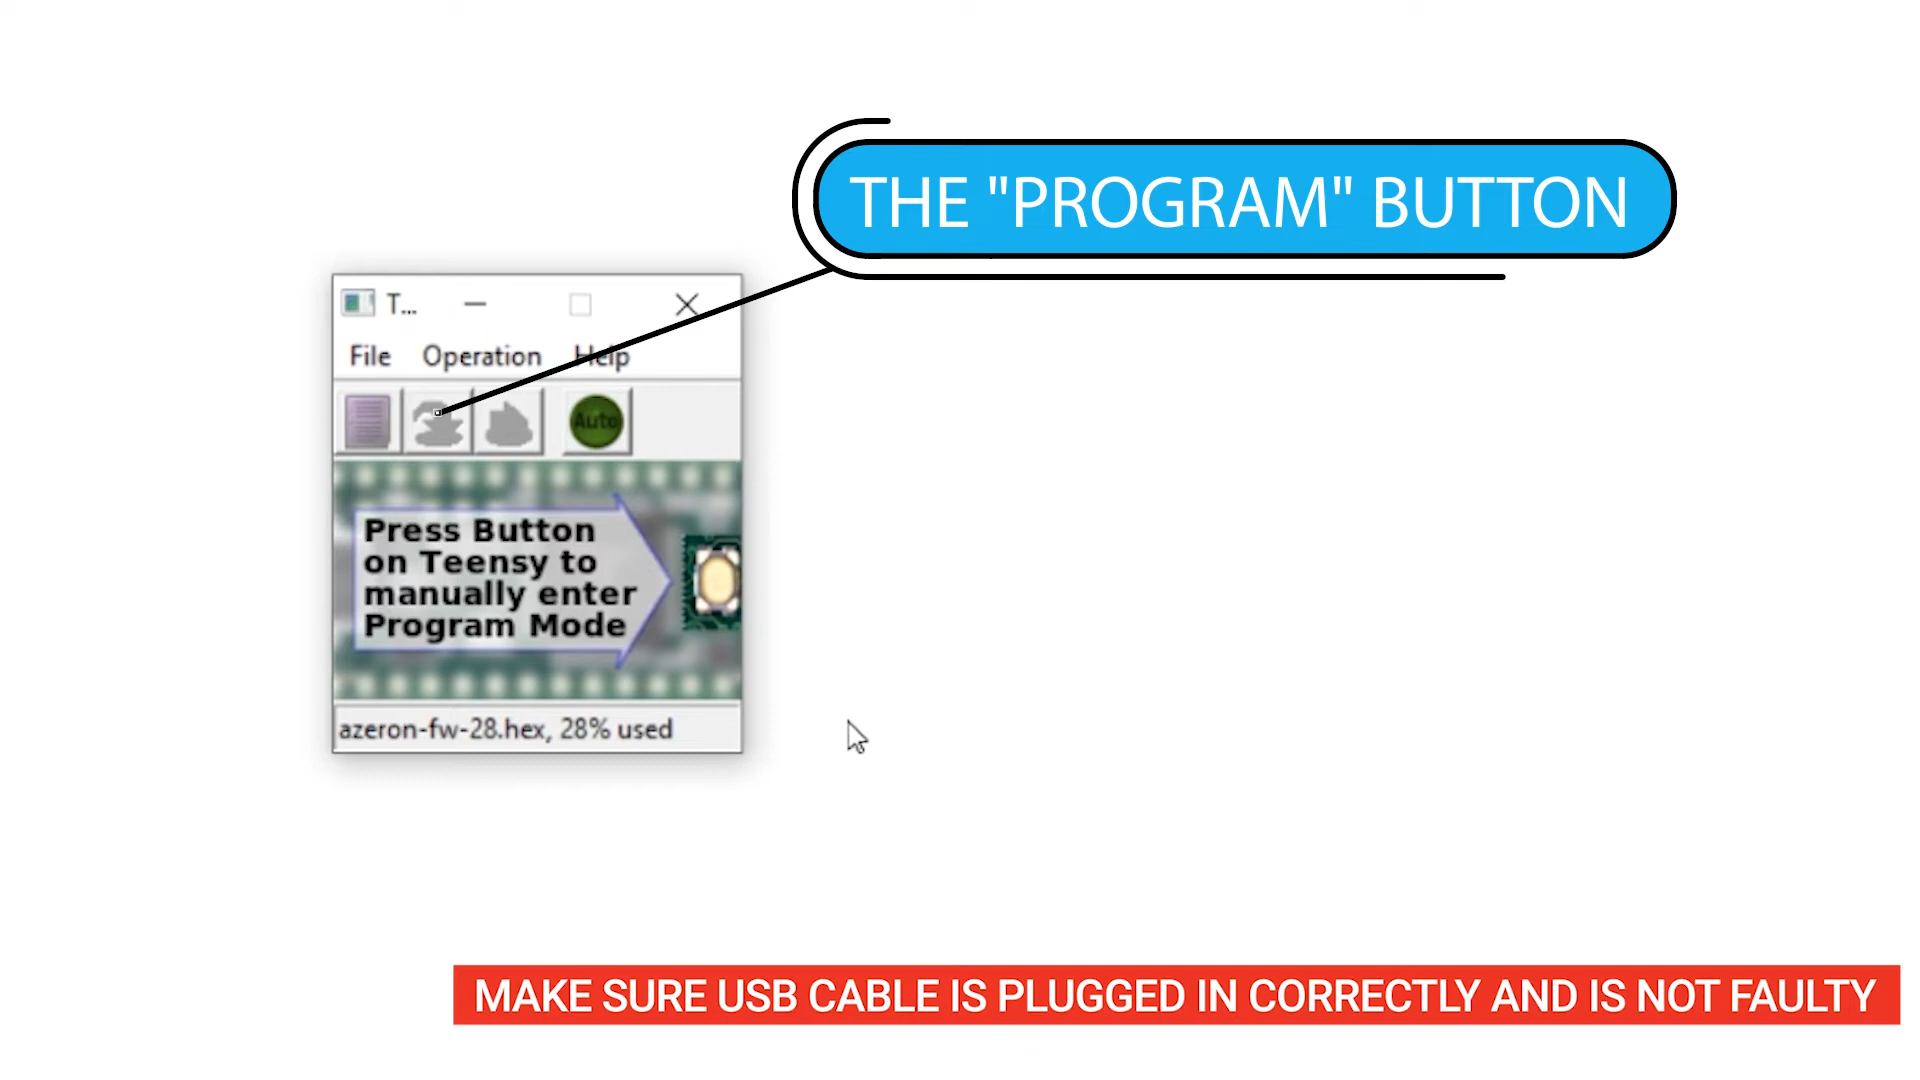 THE "PROGRAM" BUTTON
T...
File Operation Help
Auto
Press Button
on Teensy to
manually enter
Program Mode
azeron-fw-28.hex, 28% used
MAKE SURE USB CABLE IS PLUGGED IN CORRECTLY AND IS NOT FAULTY